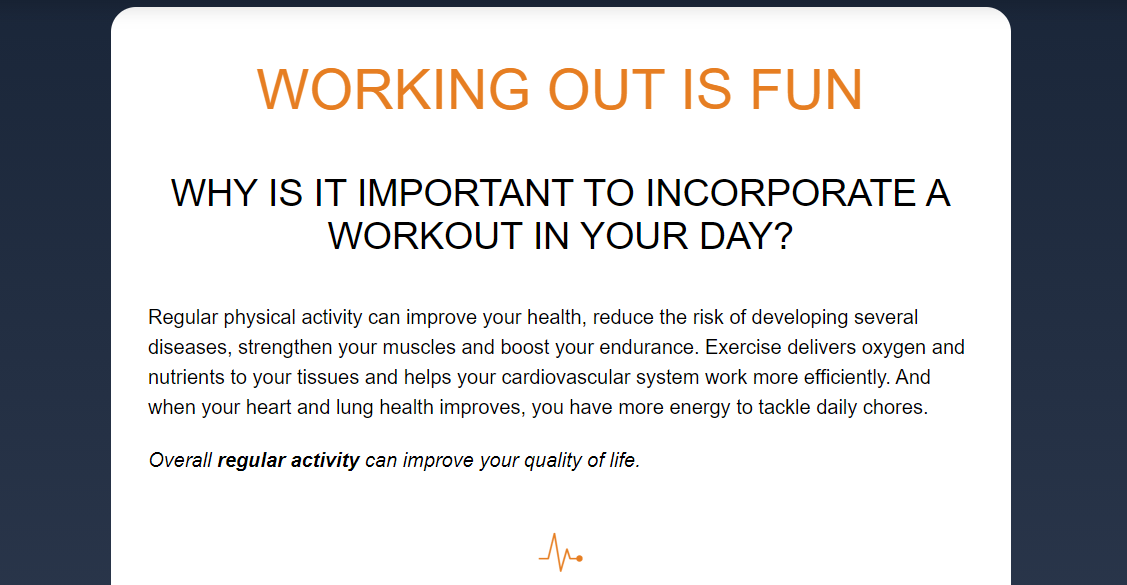 WORKING OUT IS FUN
WHY IS IT IMPORTANT TO INCORPORATE A
WORKOUT IN YOUR DAY?
Regular physical activity can improve your health, reduce the risk of developing several
diseases, strengthen your muscles and boost your endurance. Exercise delivers oxygen and
nutrients to your tissues and helps your cardiovascular system work more efficiently. And
when your heart and lung health improves, you have more energy to tackle daily chores.
Overall regular activity can improve your quality of life.